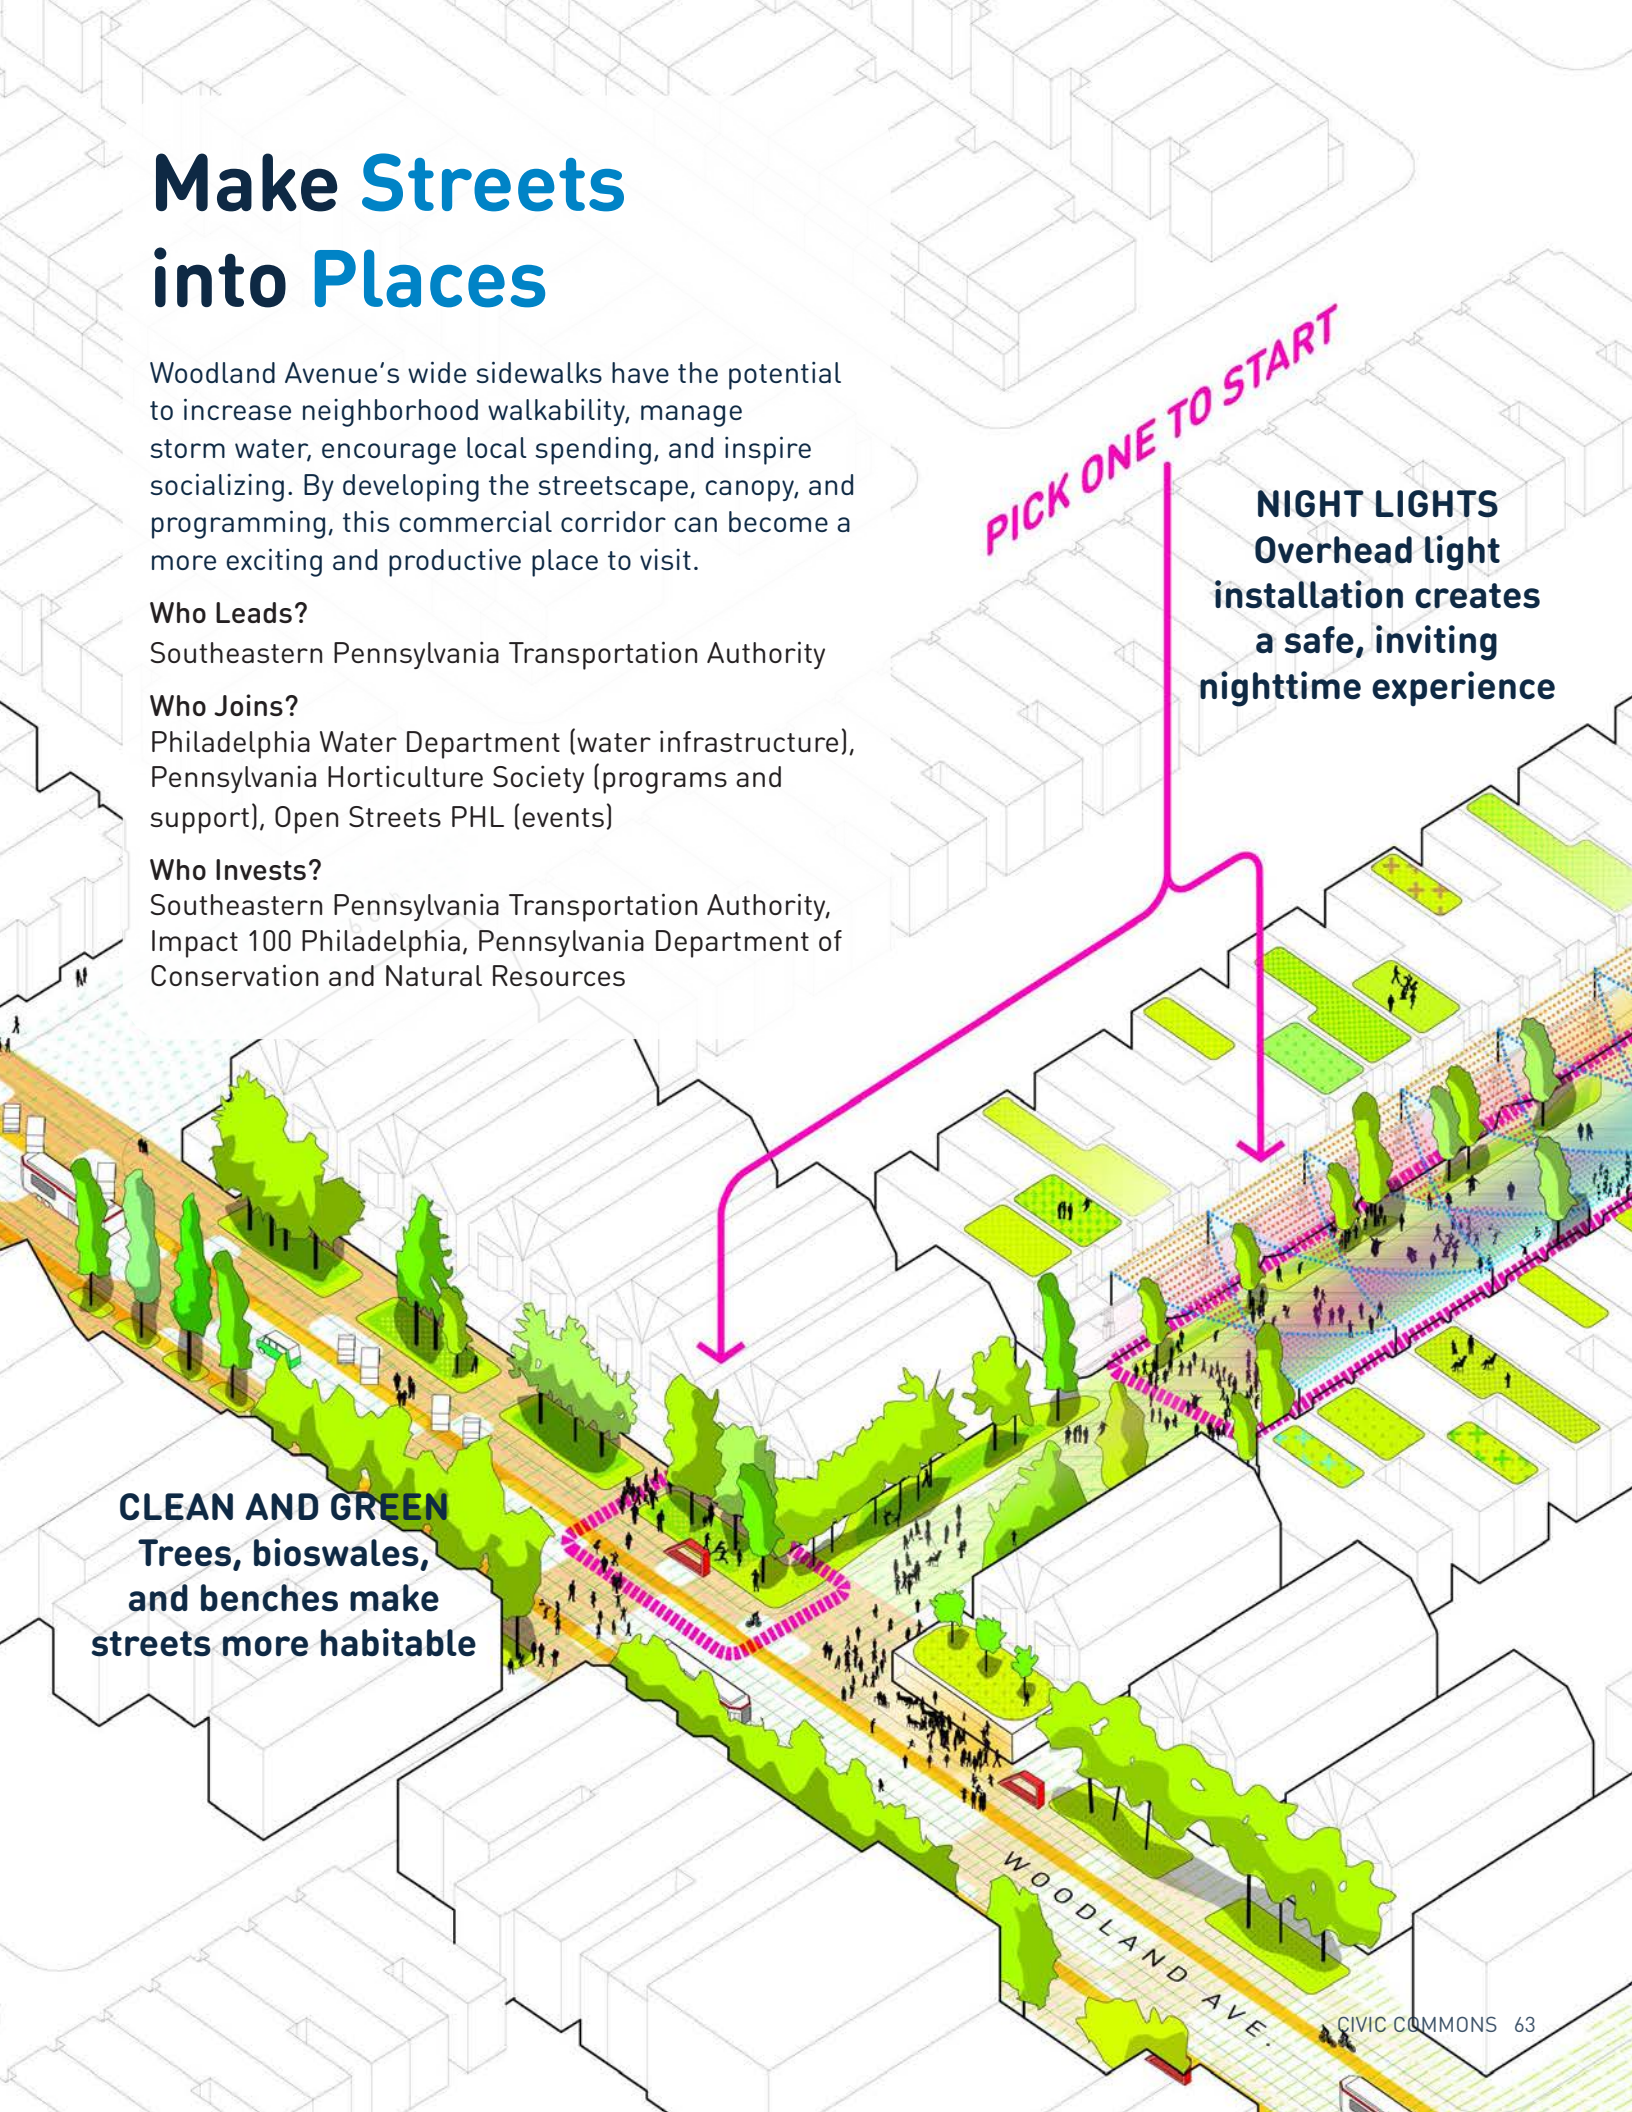 Make Streets
into Places
Woodland Avenue’s wide sidewalks have the potential
to increase neighborhood walkability, manage
storm water, encourage local spending, and inspire
socializing. By developing the streetscape, canopy, and
programming, this commercial corridor can become a
more exciting and productive place to visit.
Who Leads?
Southeastern Pennsylvania Transportation Authority
Who Joins?
Philadelphia Water Department (water infrastructure),
Pennsylvania Horticulture Society (programs and
support), Open Streets PHL (events)
Who Invests?
Southeastern Pennsylvania Transportation Authority,
Impact 100 Philadelphia, Pennsylvania Department of
Conservation and Natural Resources
PICK ONE TO START
NIGHT LIGHTS
Overhead light
installation creates
a safe, inviting
nighttime experience
CLEAN AND GREEN
Trees, bioswales,
and benches make
streets more habitable
WOODLAND AVE.
CIVIC COMMONS 63